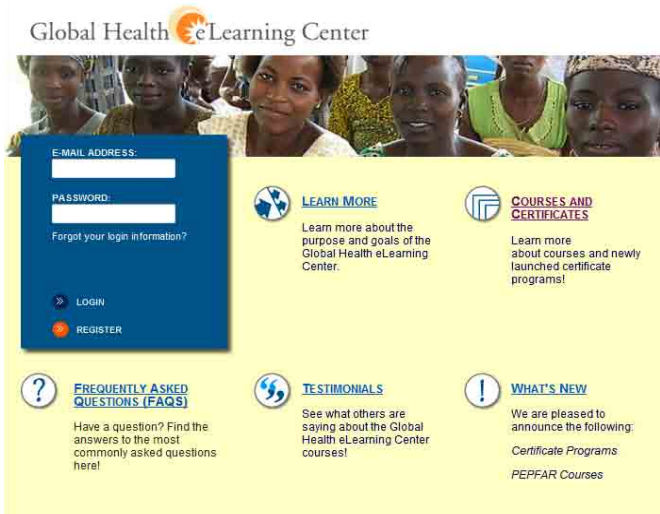 Global Health eLearning Center
E-MAIL ADDRESS:
PASSWORD:
Forgot your login information?
LOGIN
REGISTER
LEARN MORE
Learn more about the
purpose and goals of the
Global Health eLearning
Center.
COURSES AND
CERTIFICATES
Learn more
about courses and newly
launched certificate
programs!
?
FREQUENTLY ASKED
QUESTIONS (FAQS)
Have a question? Find the
answers to the most
commonly asked questions
here!
TESTIMONIALS
See what others are
saying about the Global
Health eLearning Center
courses!
!
WHAT'S NEW
We are pleased to
announce the following:
Certificate Programs
PEPFAR Courses